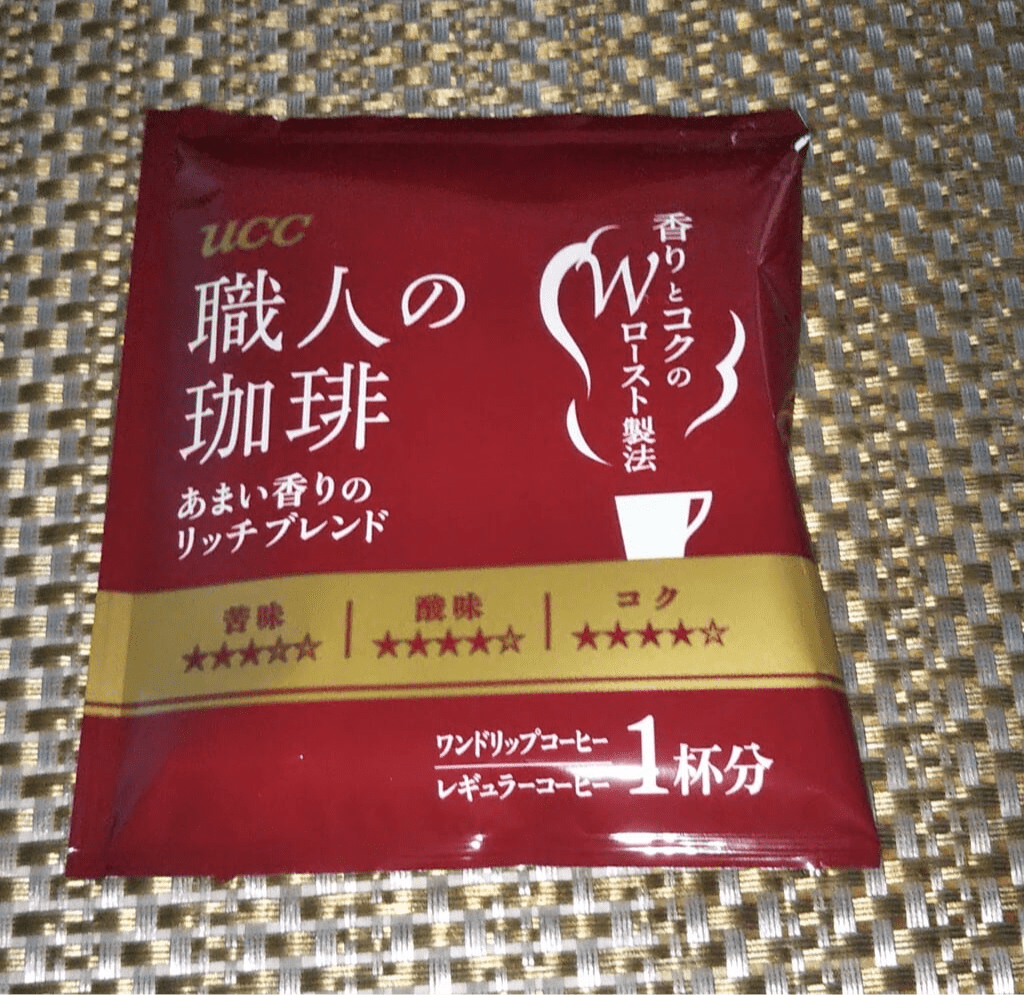 ucc
職人の
珈琲
あまい香りの
リッチブレンド
香りとコクの
Wロースト製法
苦味
★★★☆☆
酸味
★★★★☆
コク
★★★★☆
ワンドリップコーヒー
レギュラーコーヒー
1杯分